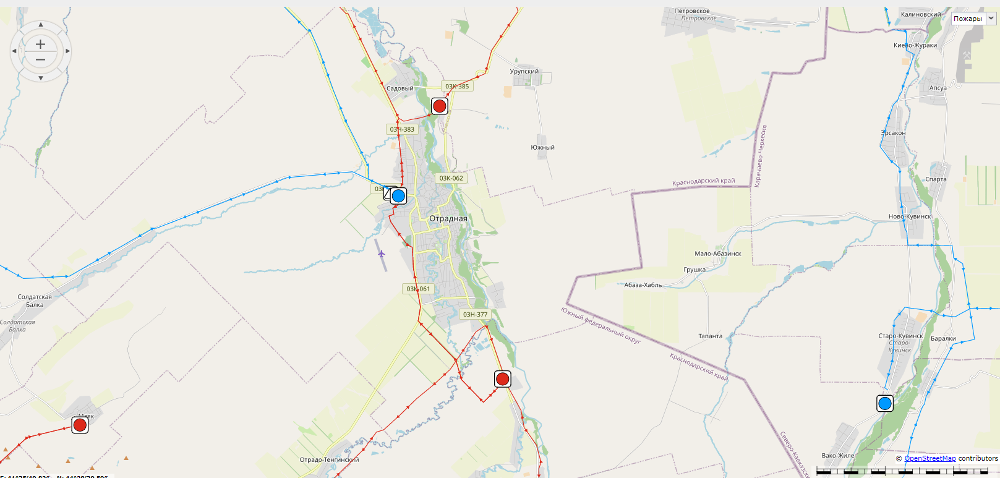 Петровское
Петровское
Калиновский
Пожары
Киево-Жураки
Урупский
03К-385
Садовый
Апсуа
03Н-383
Эрсакон
Южный
Карачаево-Черкесия
03К-062
Краснодарский край
Спарта
Отрадная
Ново-Кувинск
Мало-Абазинск
Грушка
Абаза-Хабль
03К-061
Солдатская
Балка
03Н-377
Южный федеральный округ
Солдатская
Балка
Тапанта
Старо-Кувинск
Старо-
Кувинск
Баралки
Краснодарский край
Маяк
Отрадо-Тенгинский
Вако-Жиле
© OpenStreetMap contributors